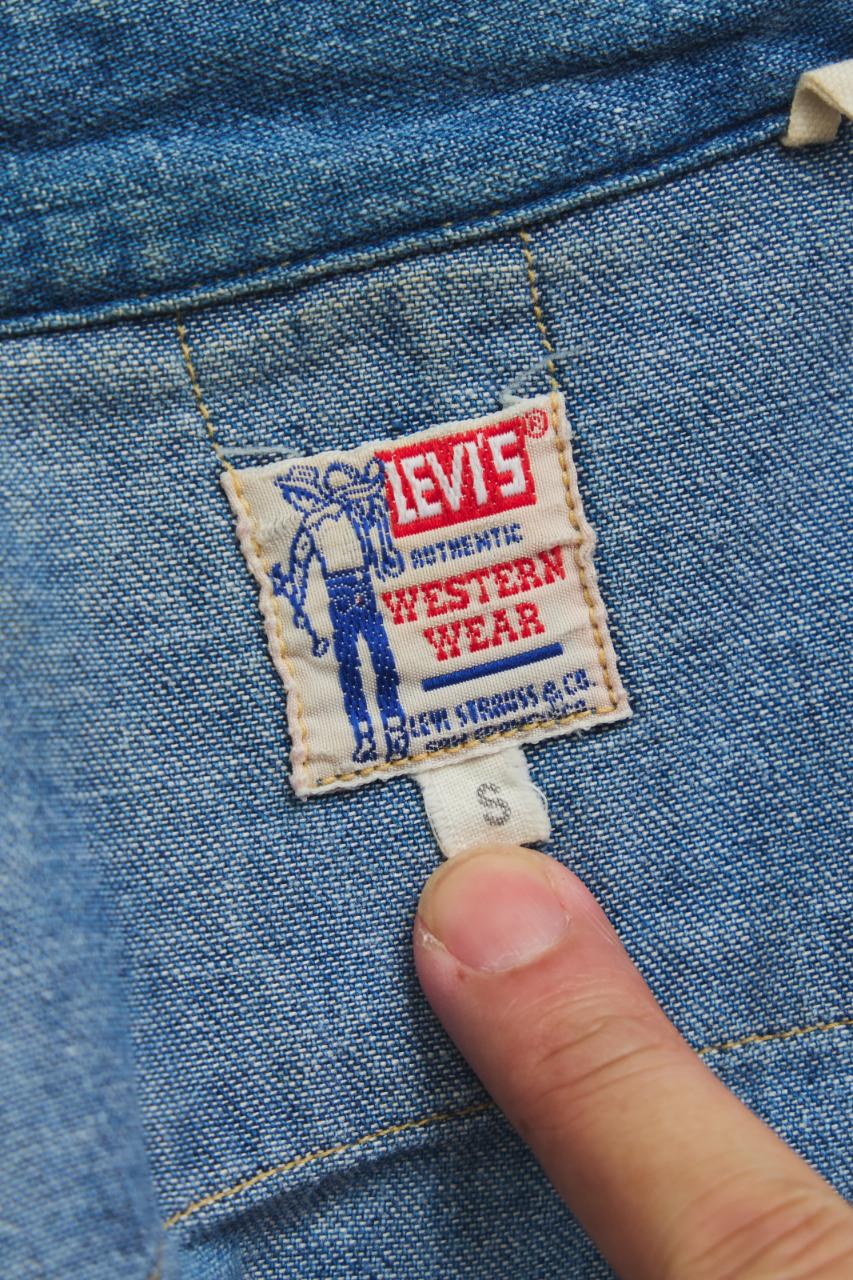 LEVI'S®
AUTHENTIC
WESTERN
WEAR
LEVI STRAUSS & CO.
S